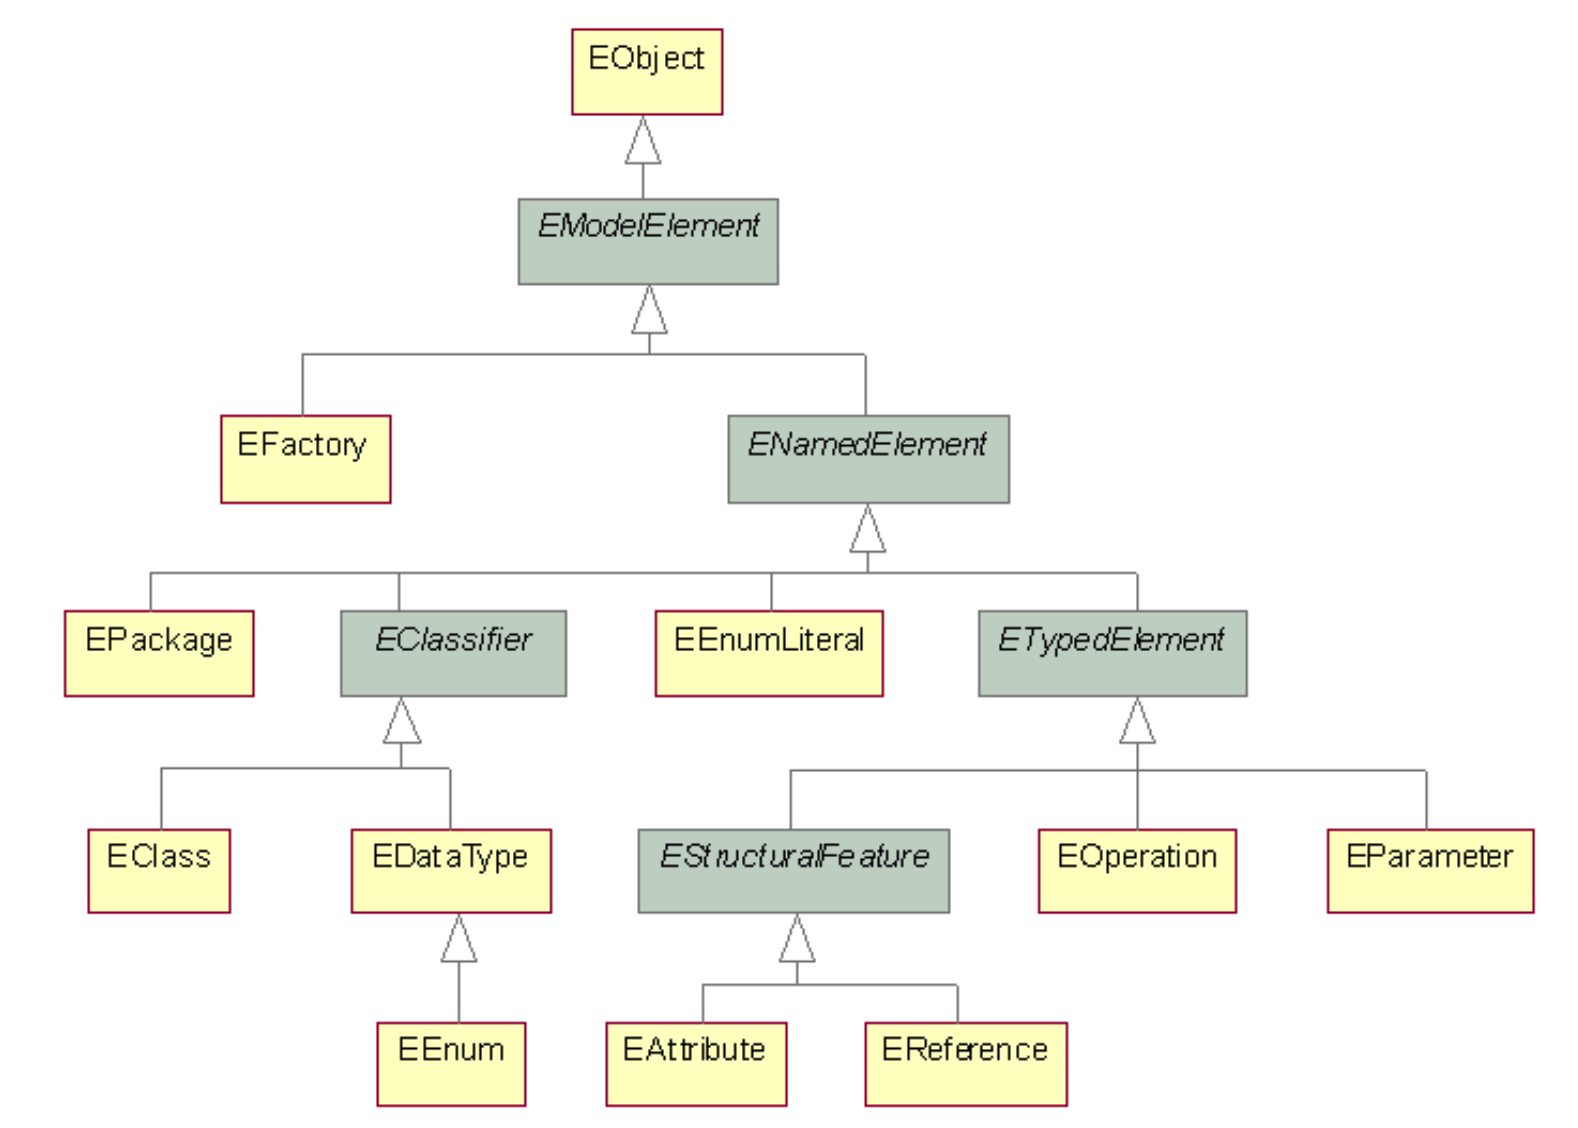 EObject
EModelElement
EFactory
ENamedElement
EPackage
EClassifier
EEnumLiteral
ETypedElement
EClass
EDataType
EStructuralFeature
EOperation
EParameter
EEnum
EAttribute
EReference